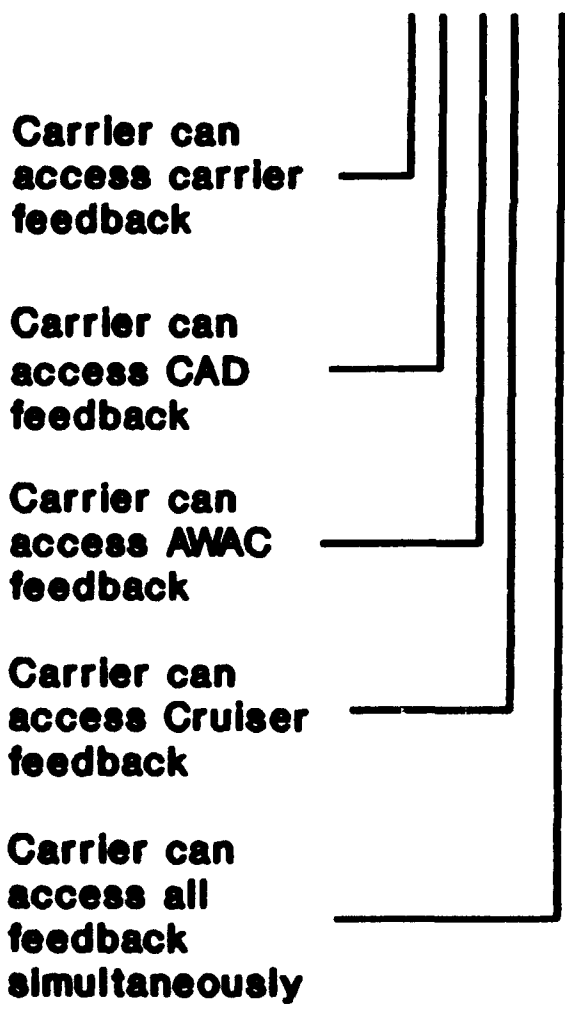 Carrier can
access carrier
feedback
Carrier can
access CAD
feedback
Carrier can
access AWAC
feedback
Carrier can
access Cruiser
feedback
Carrier can
access all
feedback
simultaneously